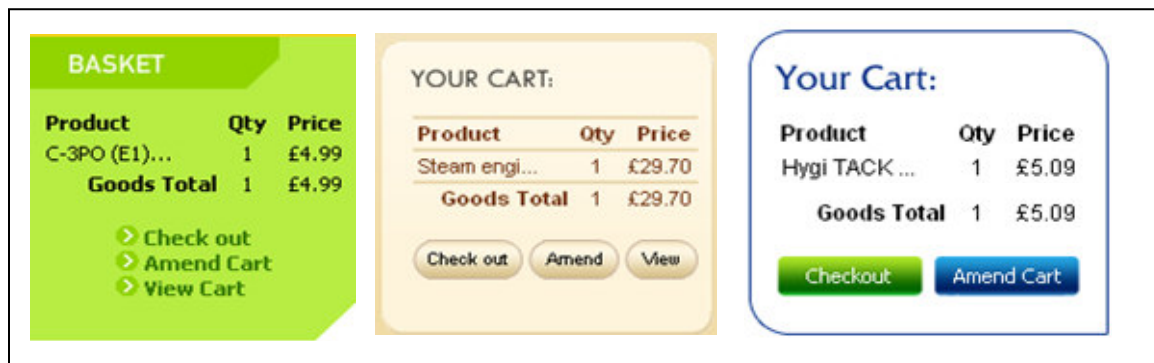 BASKET
Product Qty Price
C-3PO (E1)... 1 £4.99
Goods Total 1 £4.99
Check out
Amend Cart
View Cart
YOUR CART:
Product Qty Price
Steam engi... 1 £29.70
Goods Total 1 £29.70
Check out Amend View
Your Cart:
Product Qty Price
Hygi TACK ... 1 £5.09
Goods Total 1 £5.09
Checkout Amend Cart